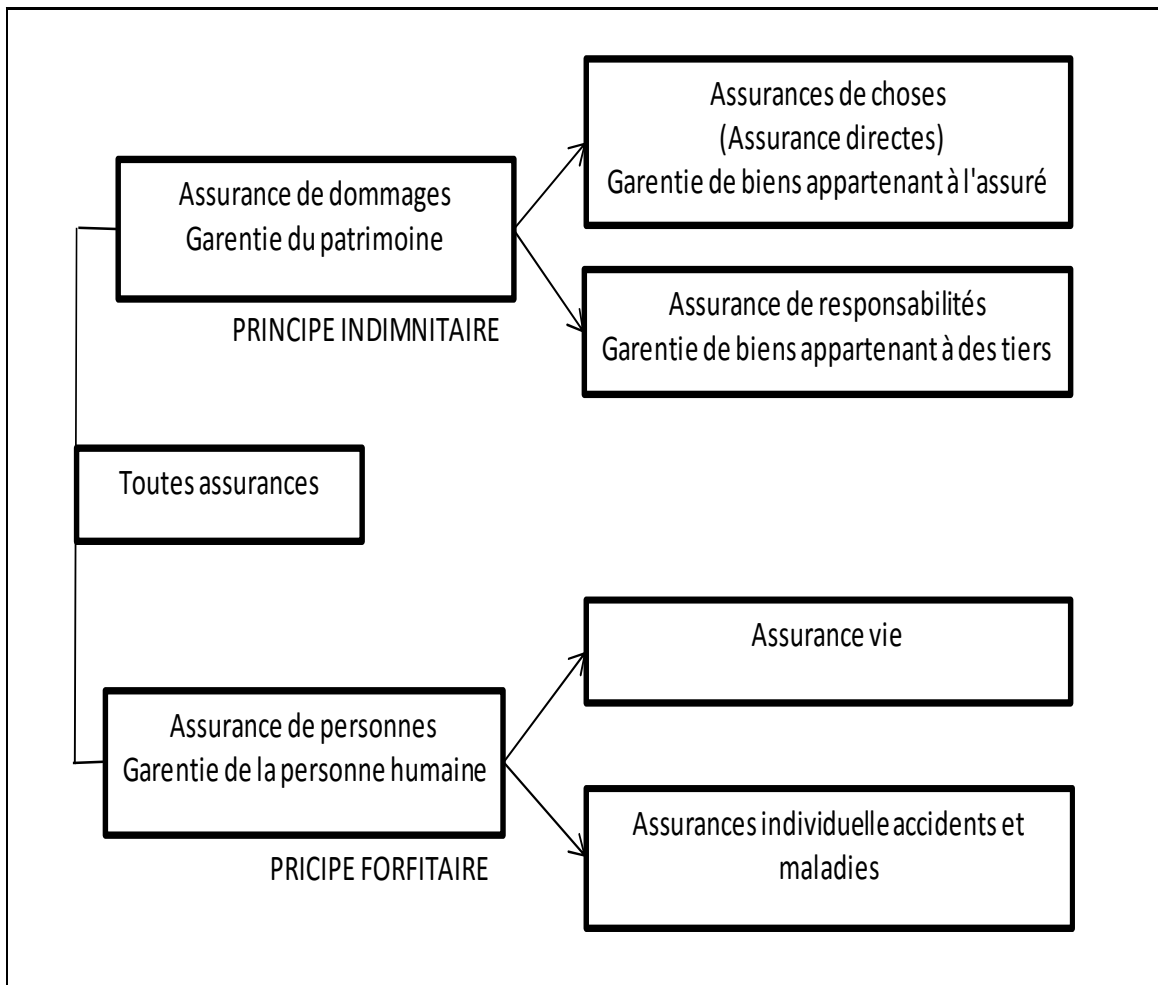 Assurances de choses
(Assurance directes)
Garentie de biens appartenant à l'assuré
Assurance de dommages
Garentie du patrimoine
PRINCIPE INDIMNITAIRE
Assurance de responsabilités
Garentie de biens appartenant à des tiers
Toutes assurances
Assurance vie
Assurance de personnes
Garentie de la personne humaine
PRICIPE FORFITAIRE
Assurances individuelle accidents et
maladies